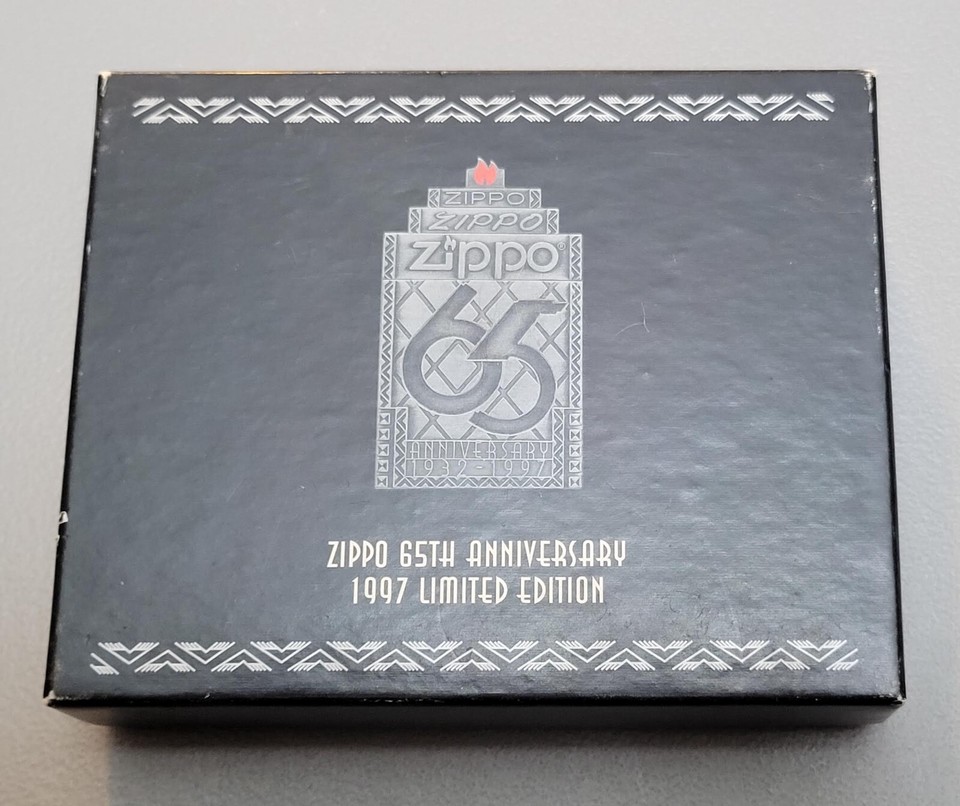 ZIPPO
ZIPPO
Zippo®
65
ANNIVERSARY
1932-1997
ZIPPO 65TH ANNIVERSARY
1997 LIMITED EDITION